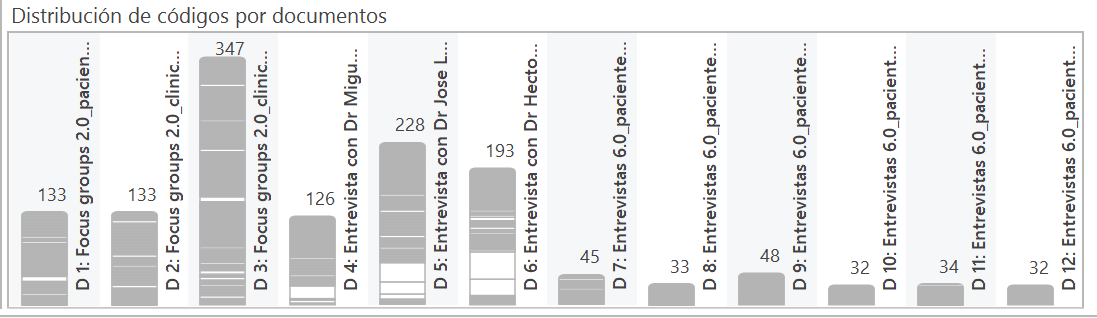 Distribución de códigos por documentos
133
D 1: Focus groups 2.0_pacien...
133
D 2: Focus groups 2.0_clinic...
347
D 3: Focus groups 2.0_clinic...
126
D 4: Entrevista con Dr Migu...
228
D 5: Entrevista con Dr Jose L...
193
D 6: Entrevista con Dr Hecto...
45
D 7: Entrevistas 6.0_paciente...
33
D 8: Entrevistas 6.0_paciente...
48
D 9: Entrevistas 6.0_paciente...
32
D 10: Entrevistas 6.0_pacient...
34
D 11: Entrevistas 6.0_pacient...
32
D 12: Entrevistas 6.0_pacient...